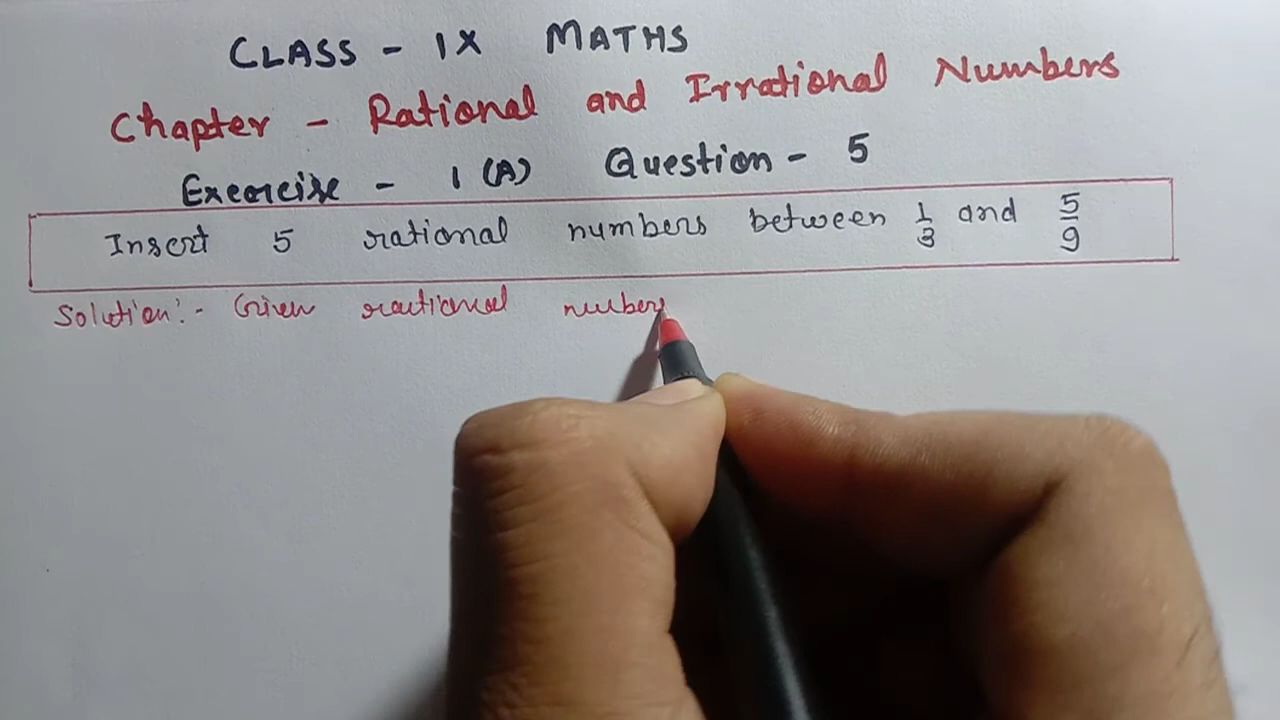 CLASS - IX MATHS
Chapter - Rational and Irrational Numbers
Exercise - 1 (A) Question - 5
Insert 5 rational numbers between 1/3 and 5/9
Solution:- Given rational number